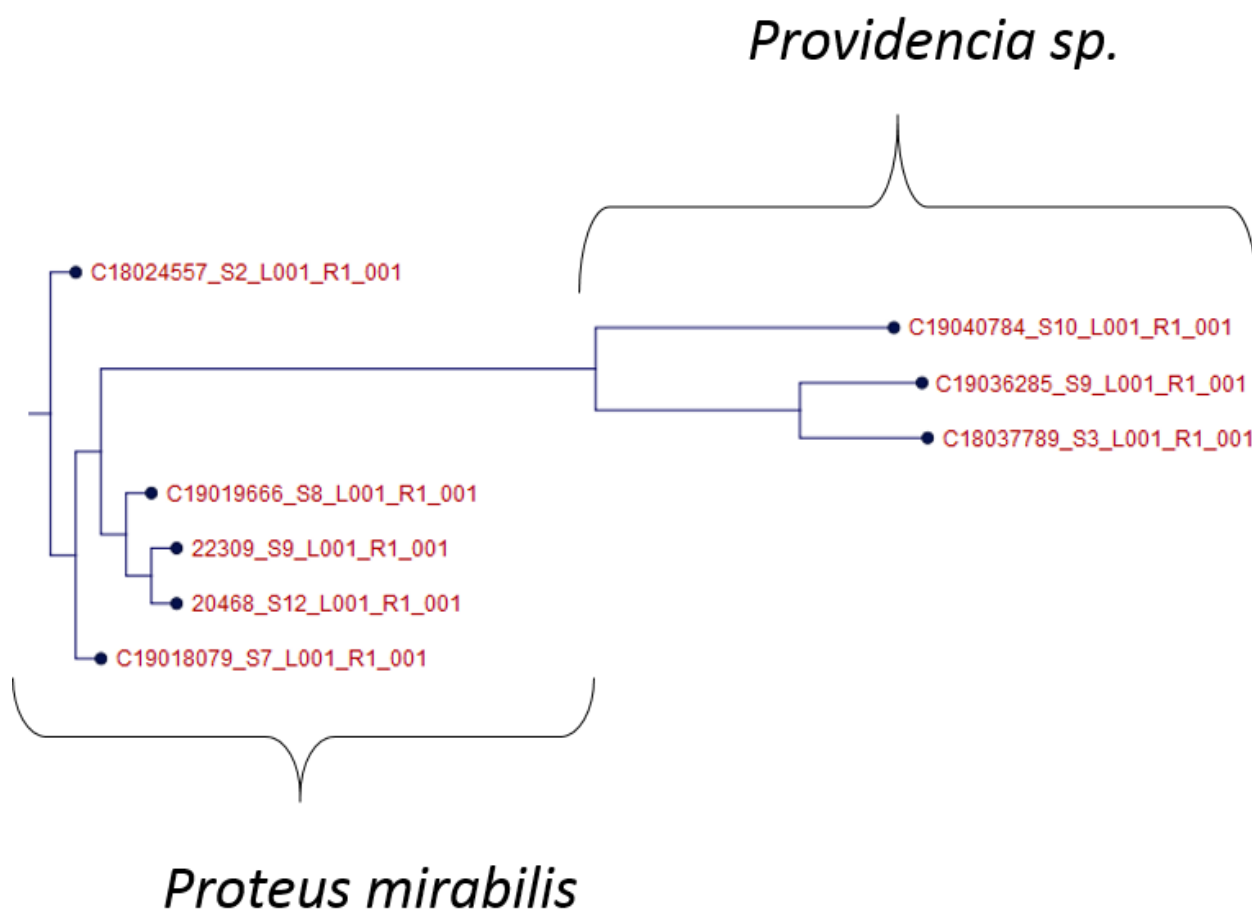 Providencia sp.
C18024557_S2_L001_R1_001
C19040784_S10_L001_R1_001
C19036285_S9_L001_R1_001
C18037789_S3_L001_R1_001
C19019666_S8_L001_R1_001
22309_S9_L001_R1_001
20468_S12_L001_R1_001
C19018079_S7_L001_R1_001
Proteus mirabilis